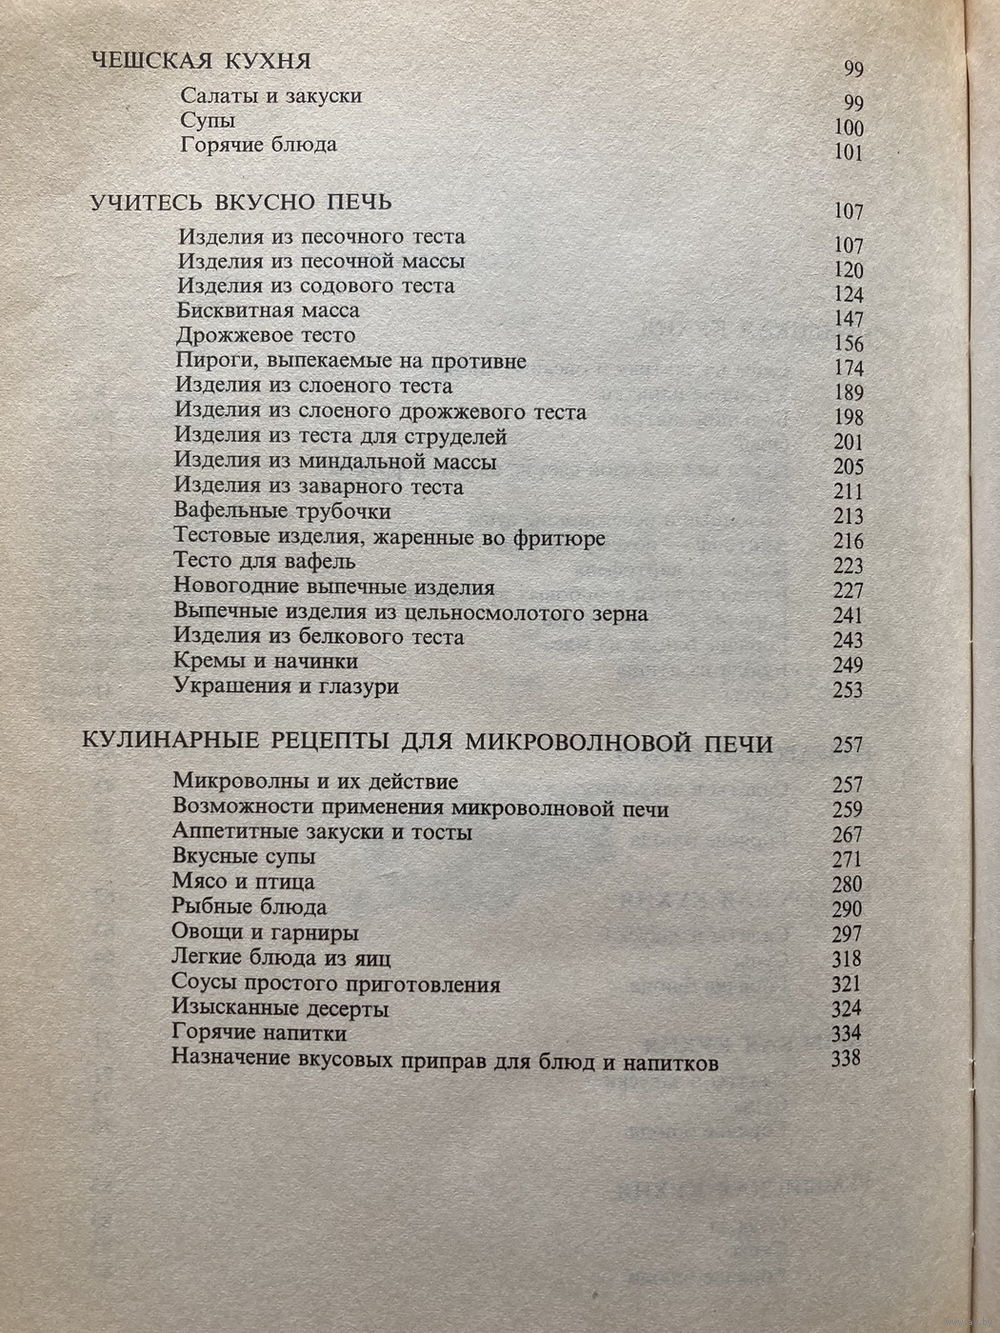 ЧЕШСКАЯ КУХНЯ 99
Салаты и закуски 99
Супы 100
Горячие блюда 101
УЧИТЕСЬ ВКУСНО ПЕЧЬ 107
Изделия из песочного теста 107
Изделия из песочной массы 120
Изделия из содового теста 124
Бисквитная масса 147
Дрожжевое тесто 156
Пироги, выпекаемые на противне 174
Изделия из слоеного теста 189
Изделия из слоеного дрожжевого теста 198
Изделия из теста для струделей 201
Изделия из миндальной массы 205
Изделия из заварного теста 211
Вафельные трубочки 213
Тестовые изделия, жаренные во фритюре 216
Тесто для вафель 223
Новогодние выпечные изделия 227
Выпечные изделия из цельносмолотого зерна 241
Изделия из белкового теста 243
Кремы и начинки 249
Украшения и глазури 253
КУЛИНАРНЫЕ РЕЦЕПТЫ ДЛЯ МИКРОВОЛНОВОЙ ПЕЧИ 257
Микроволны и их действие 257
Возможности применения микроволновой печи 259
Аппетитные закуски и тосты 267
Вкусные супы 271
Мясо и птица 280
Рыбные блюда 290
Овощи и гарниры 297
Легкие блюда из яиц 318
Соусы простого приготовления 321
Изысканные десерты 324
Горячие напитки 334
Назначение вкусовых приправ для блюд и напитков 338